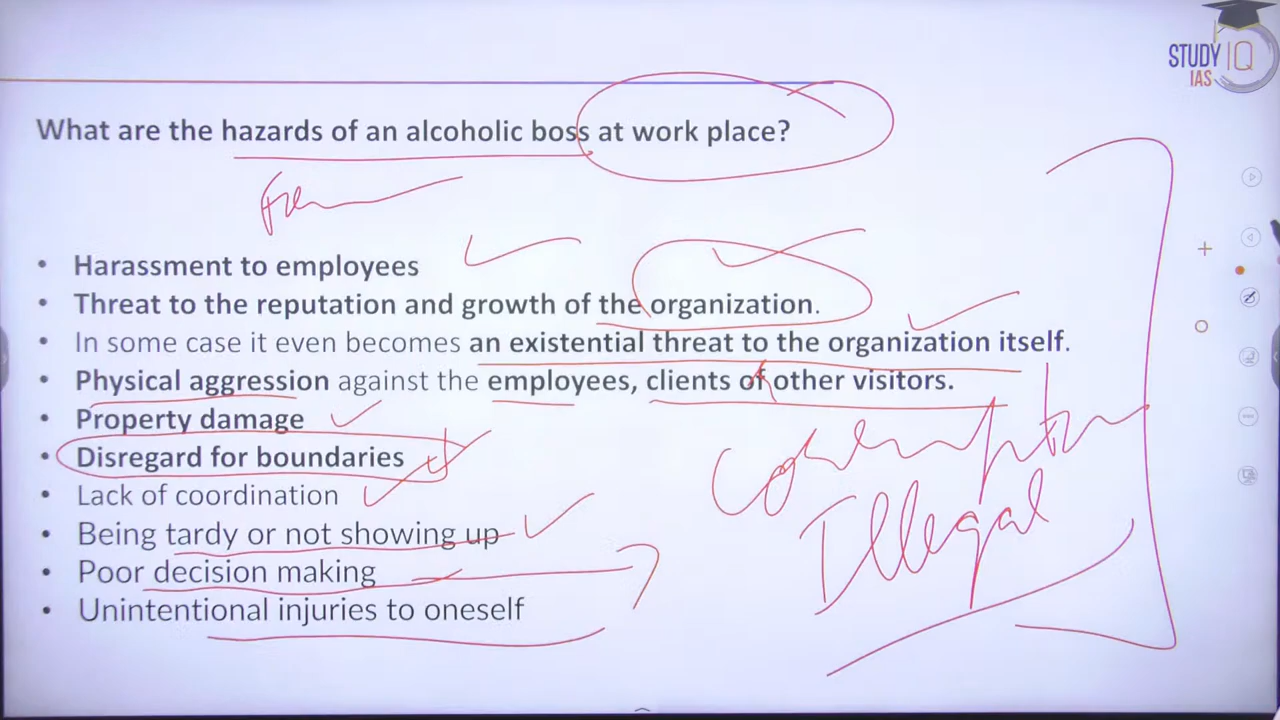 STUDY IQ
IAS
What are the hazards of an alcoholic boss at work place?
• Harassment to employees
• Threat to the reputation and growth of the organization.
• In some case it even becomes an existential threat to the organization itself.
• Physical aggression against the employees, clients of other visitors.
• Property damage
• Disregard for boundaries
• Lack of coordination
• Being tardy or not showing up
• Poor decision making
• Unintentional injuries to oneself
Illegal